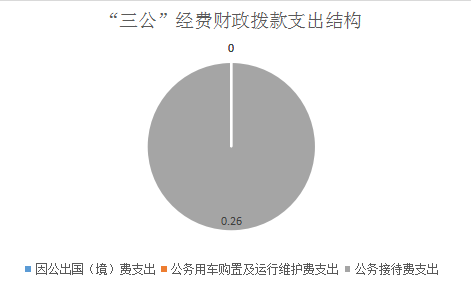 “三公”经费财政拨款支出结构
0
0.26
因公出国（境）费支出 公务用车购置及运行维护费支出 公务接待费支出